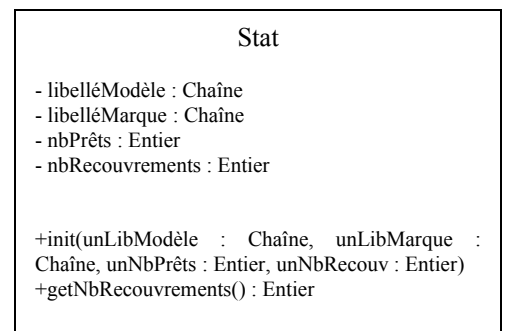 Stat
- libelléModèle : Chaîne
- libelléMarque : Chaîne
- nbPrêts : Entier
- nbRecouvrements : Entier
+init(unLibModèle : Chaîne, unLibMarque :
Chaîne, unNbPrêts : Entier, unNbRecouv : Entier)
+getNbRecouvrements() : Entier